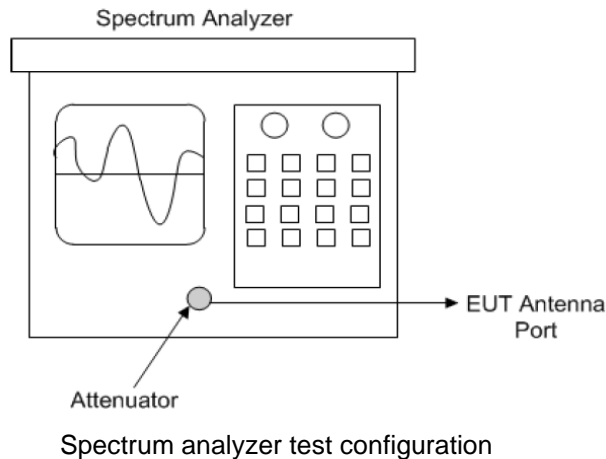 Spectrum Analyzer
EUT Antenna
Port
Attenuator
Spectrum analyzer test configuration